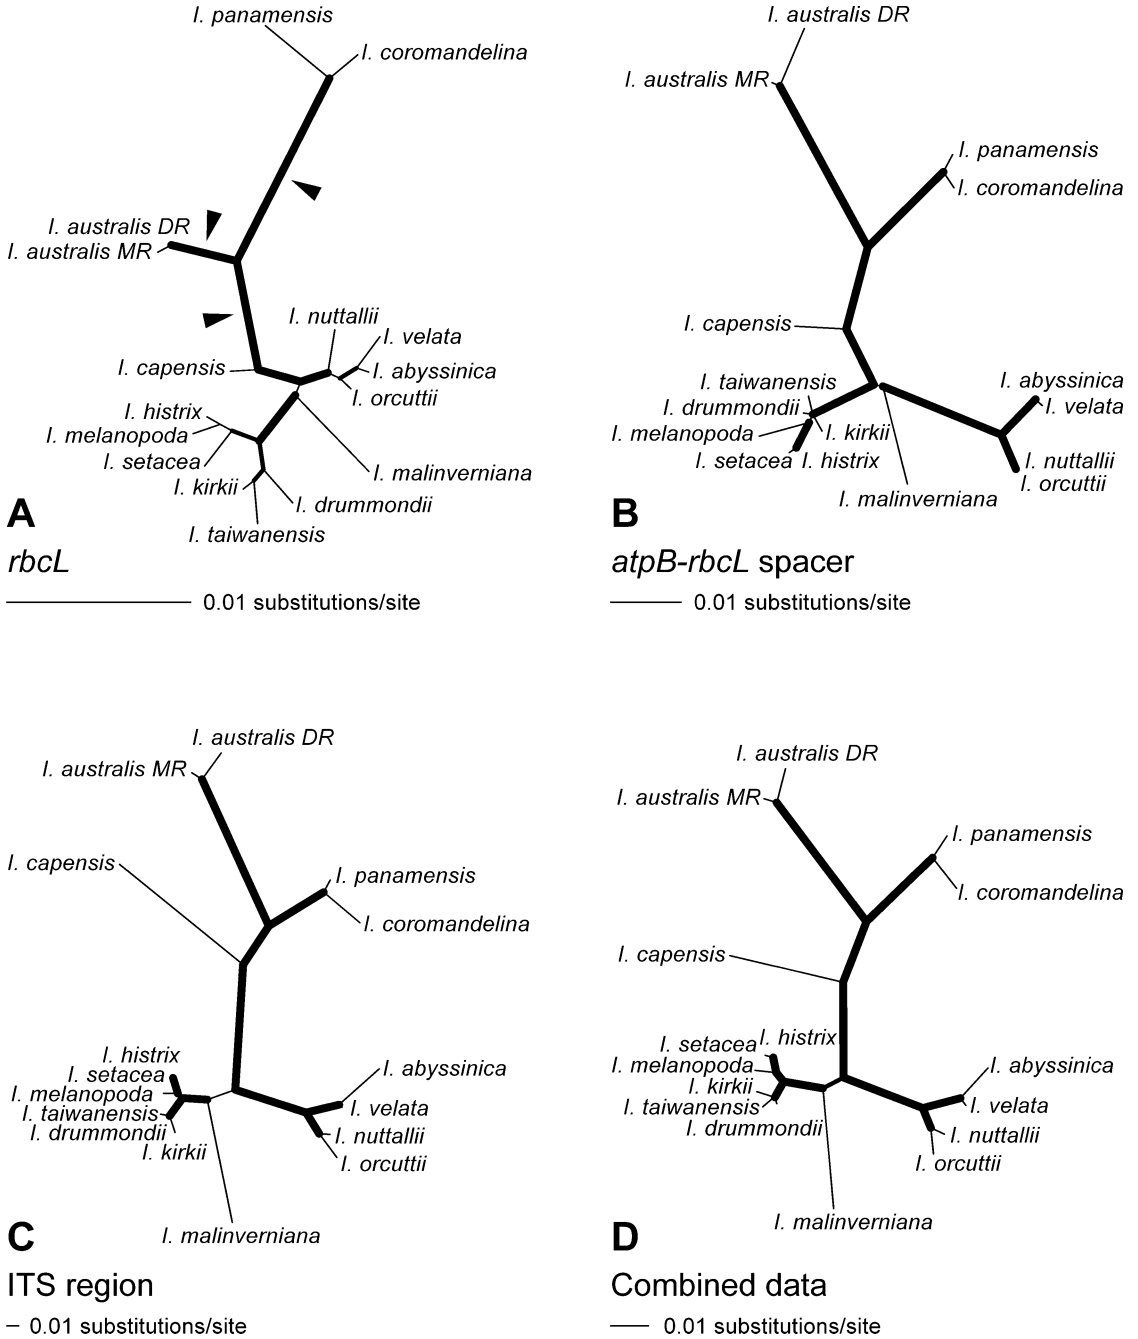 I. panamensis
I. coromandelina
I. australis DR
I. australis MR
I. nuttallii
I. velata
I. capensis
I. abyssinica
I. orcuttii
I. histrix
I. melanopoda
I. setacea
I. malinverniana
I. kirkii
I. drummondii
I. taiwanensis
A
rbcL
0.01 substitutions/site
I. australis DR
I. australis MR
I. panamensis
I. coromandelina
I. capensis
I. taiwanensis
I. abyssinica
I. drummondii
I. velata
I. melanopoda
I. kirkii
I. setacea
I. histrix
I. nuttallii
I. orcuttii
I. malinverniana
B
atpB-rbcL spacer
0.01 substitutions/site
I. australis DR
I. australis MR
I. capensis
I. panamensis
I. coromandelina
I. histrix
I. setacea
I. abyssinica
I. melanopoda
I. velata
I. taiwanensis
I. drummondii
I. nuttallii
I. kirkii
I. orcuttii
I. malinverniana
C
ITS region
0.01 substitutions/site
I. australis DR
I. australis MR
I. panamensis
I. coromandelina
I. capensis
I. histrix
I. setacea
I. melanopoda
I. abyssinica
I. kirkii
I. taiwanensis
I. velata
I. drummondii
I. nuttallii
I. orcuttii
I. malinverniana
D
Combined data
0.01 substitutions/site